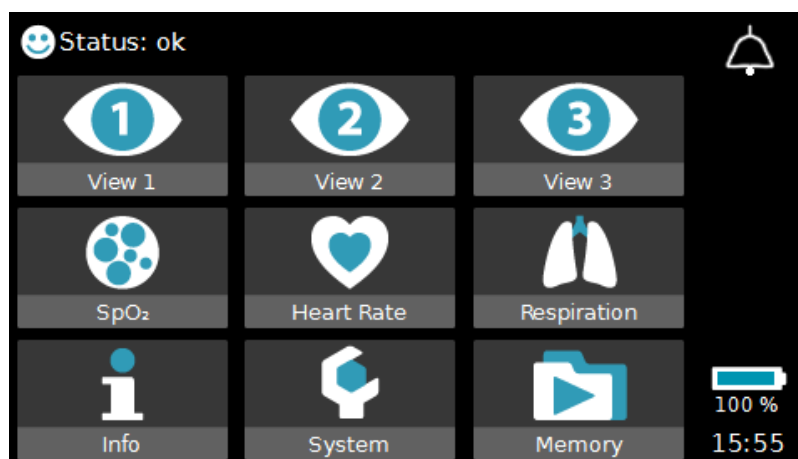 Status: ok
1 2 3
View 1 View 2 View 3
SpO₂ Heart Rate Respiration
Info System Memory
100 %
15:55